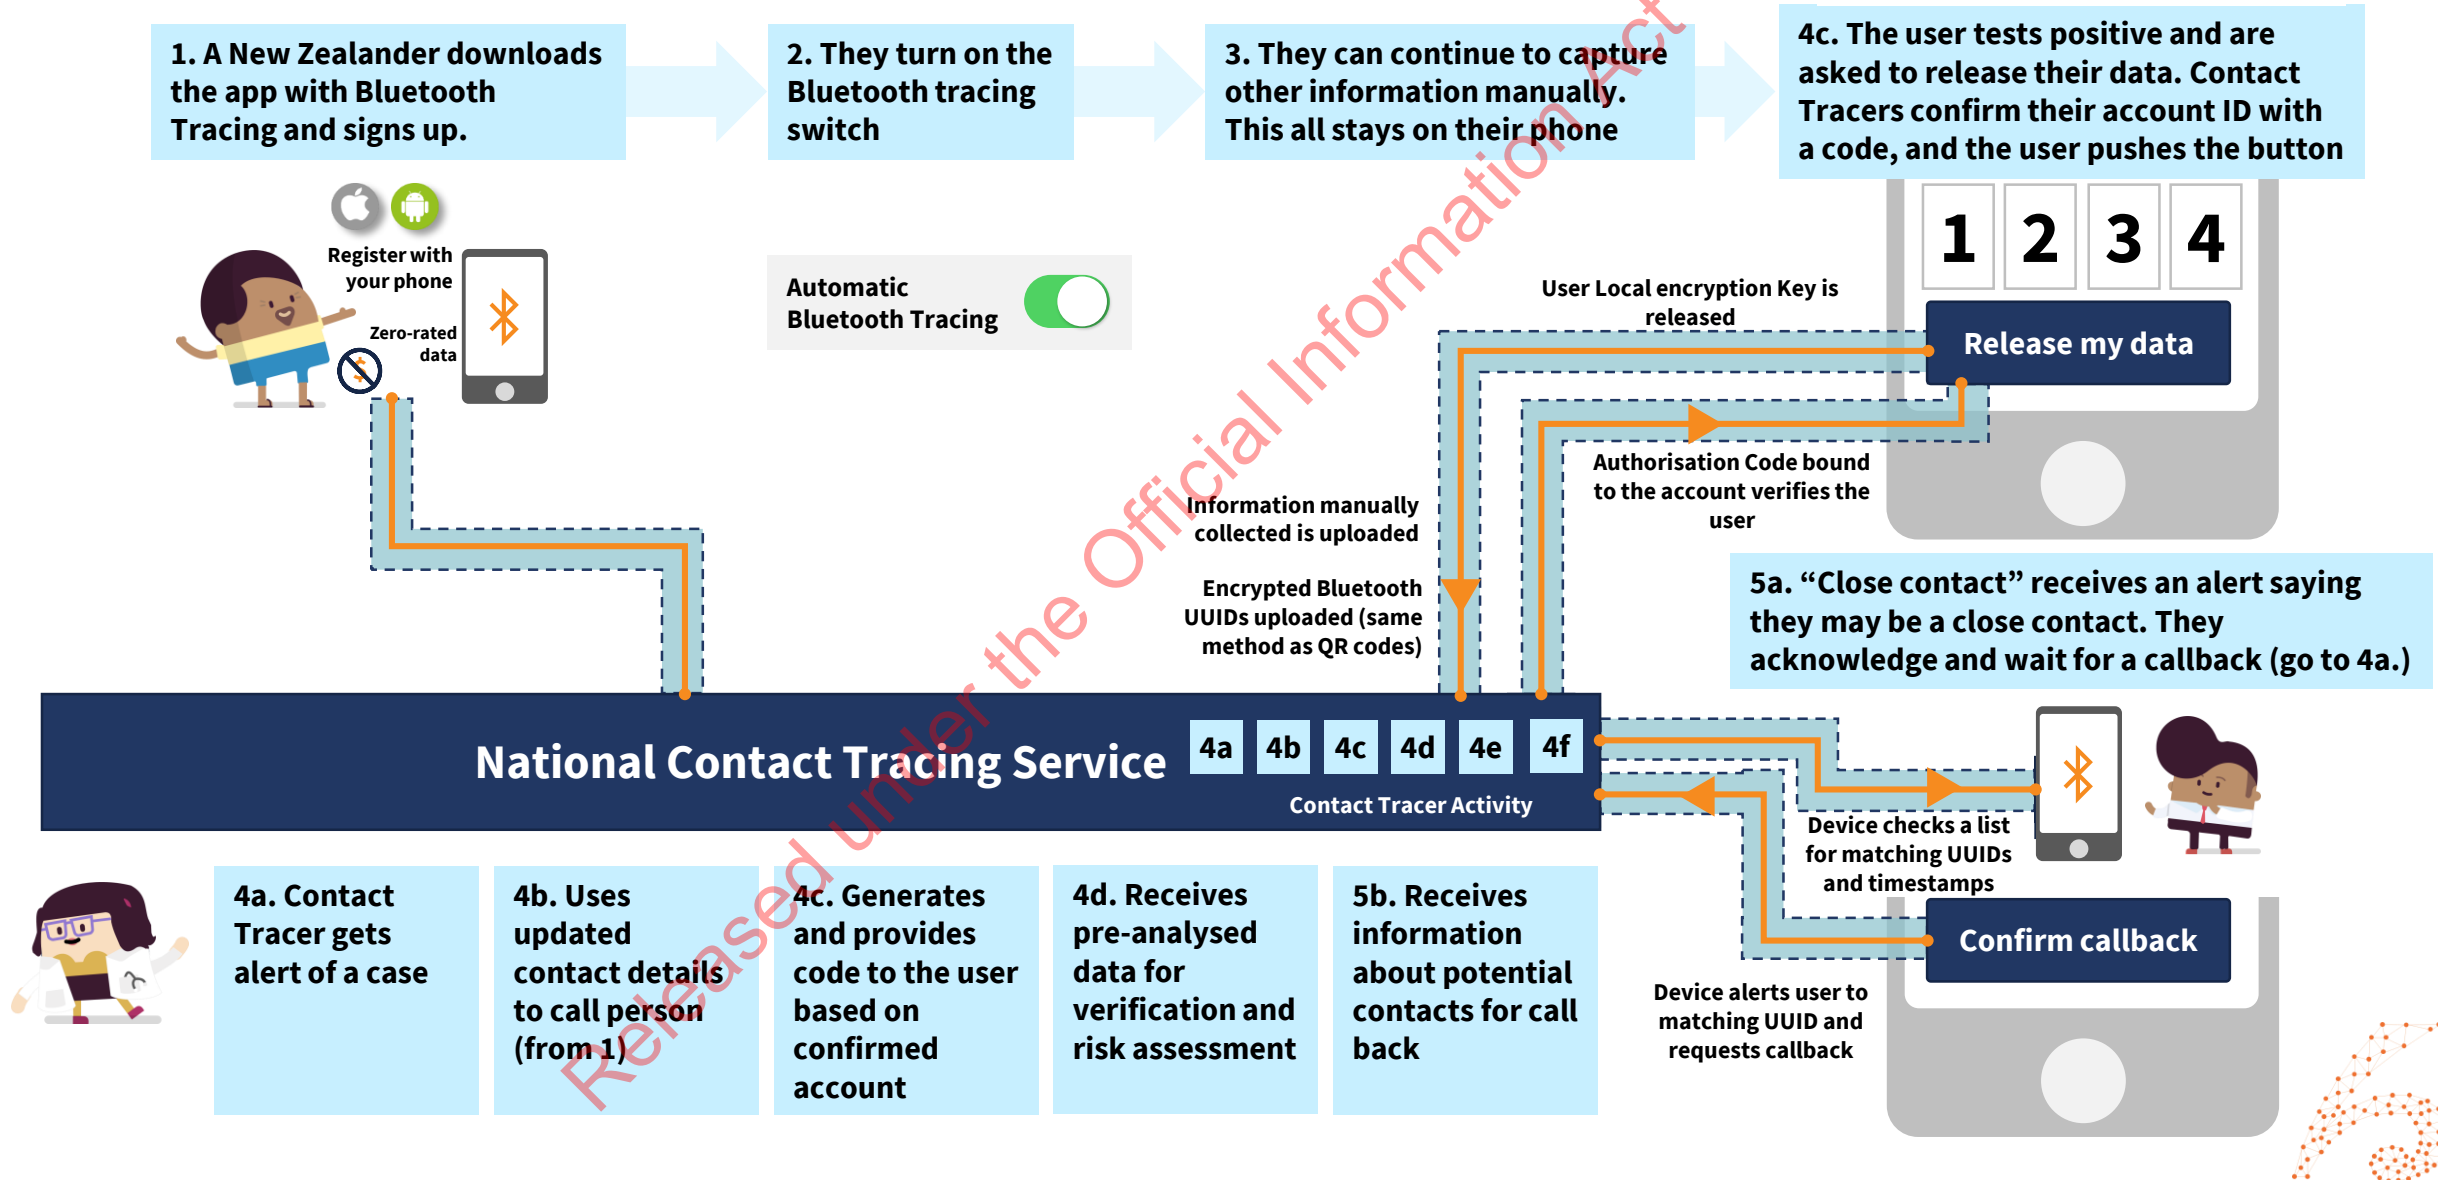 1. A New Zealander downloads
the app with Bluetooth
Tracing and signs up.
2. They turn on the
Bluetooth tracing
switch
3. They can continue to capture
other information manually.
This all stays on their phone
4c. The user tests positive and are
asked to release their data. Contact
Tracers confirm their account ID with
a code, and the user pushes the button
Register with
your phone
Zero-rated
data
Automatic
Bluetooth Tracing
1 2 3 4
Release my data
User Local encryption Key is
released
Authorisation Code bound
to the account verifies the
user
Information manually
collected is uploaded
Encrypted Bluetooth
UUIDs uploaded (same
method as QR codes)
5a. “Close contact” receives an alert saying
they may be a close contact. They
acknowledge and wait for a callback (go to 4a.)
National Contact Tracing Service
4a 4b 4c 4d 4e 4f
Contact Tracer Activity
Device checks a list
for matching UUIDs
and timestamps
Confirm callback
Device alerts user to
matching UUID and
requests callback
4a. Contact
Tracer gets
alert of a case
4b. Uses
updated
contact details
to call person
(from 1)
4c. Generates
and provides
code to the user
based on
confirmed
account
4d. Receives
pre-analysed
data for
verification and
risk assessment
5b. Receives
information
about potential
contacts for call
back
Released under the Official Information Act